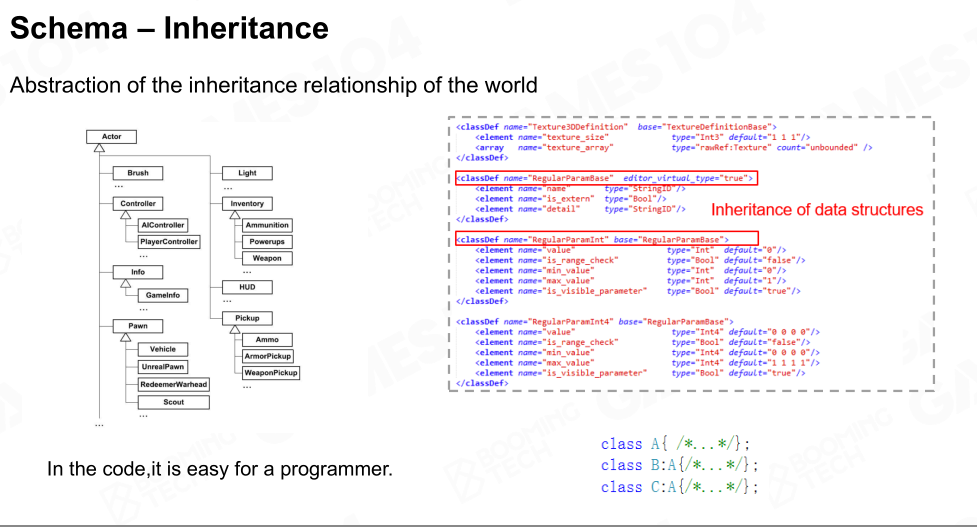 Schema – Inheritance
Abstraction of the inheritance relationship of the world
Actor
Brush
...
Controller
AIController
PlayerController
...
Info
GameInfo
...
Pawn
Vehicle
UnrealPawn
RedeemerWarhead
Scout
...
...
Light
...
Inventory
Ammunition
Powerups
Weapon
...
HUD
...
Pickup
Ammo
ArmorPickup
WeaponPickup
...
<classDef name="Texture3DDefinition" base="TextureDefinitionBase">
<element name="texture_size" type="Int3" default="1 1 1"/>
<array name="texture_array" type="rawRef:Texture" count="unbounded" />
</classDef>
<classDef name="RegularParamBase" editor_virtual_type="true">
<element name="name" type="StringID"/>
<element name="is_extern" type="Bool"/>
<element name="detail" type="StringID"/>
</classDef>
Inheritance of data structures
<classDef name="RegularParamInt" base="RegularParamBase">
<element name="value" type="Int" default="0"/>
<element name="is_range_check" type="Bool" default="false"/>
<element name="min_value" type="Int" default="0"/>
<element name="max_value" type="Int" default="1"/>
<element name="is_visible_parameter" type="Bool" default="true"/>
</classDef>
<classDef name="RegularParamInt4" base="RegularParamBase">
<element name="value" type="Int4" default="0 0 0 0"/>
<element name="is_range_check" type="Bool" default="false"/>
<element name="min_value" type="Int4" default="0 0 0 0"/>
<element name="max_value" type="Int4" default="1 1 1 1"/>
<element name="is_visible_parameter" type="Bool" default="true"/>
</classDef>
In the code,it is easy for a programmer.
class A{ /*...*/};
class B:A{/*...*/};
class C:A{/*...*/};
GAMES104
BOOMING
TECH